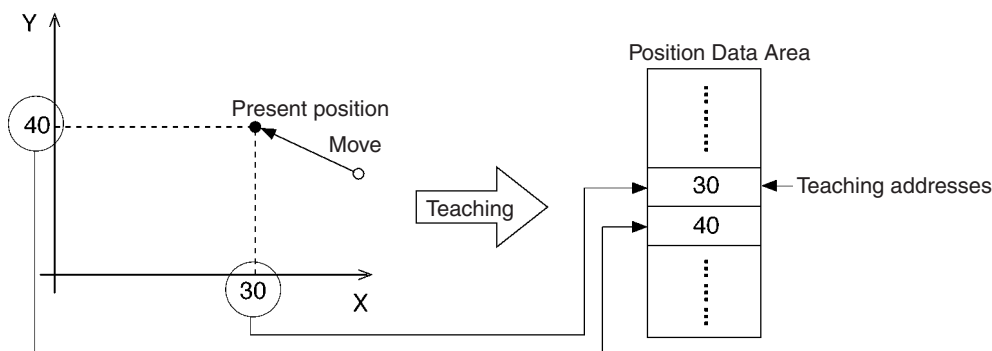 Y
Position Data Area
Present position
40
Move
30
Teaching addresses
Teaching
40
30
X